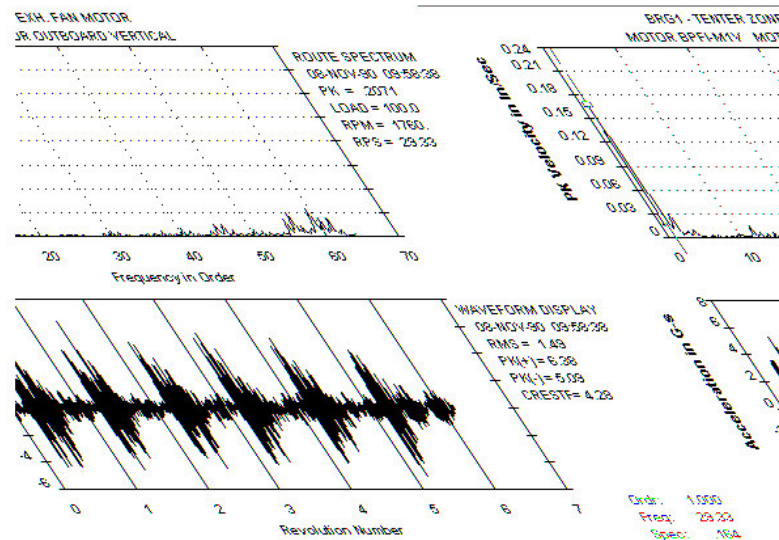 EXH. FAN MOTOR
OUTBOARD VERTICAL
ROUTE SPECTRUM
08-NOV-90 09:58:38
PK = .2071
LOAD = 100.0
RPM = 1760.
RPS = 29.33
20 30 40 50 60 70
Frequency in Order
BRG1 - TENTER ZONE
MOTOR BPFI-M1V
PK Velocity in In/Sec
0.24
0.21
0.18
0.15
0.12
0.09
0.06
0.03
0
0 10
WAVEFORM DISPLAY
08-NOV-90 09:58:38
RMS = 1.49
PK(+) = 6.38
PK(-) = 5.09
CRESTF= 4.28
-4
-6
0 1 2 3 4 5 6 7
Revolution Number
Acceleration in G-s
8
6
4
2
0
Ordr: 1.000
Freq: 29.33
Spec: .164